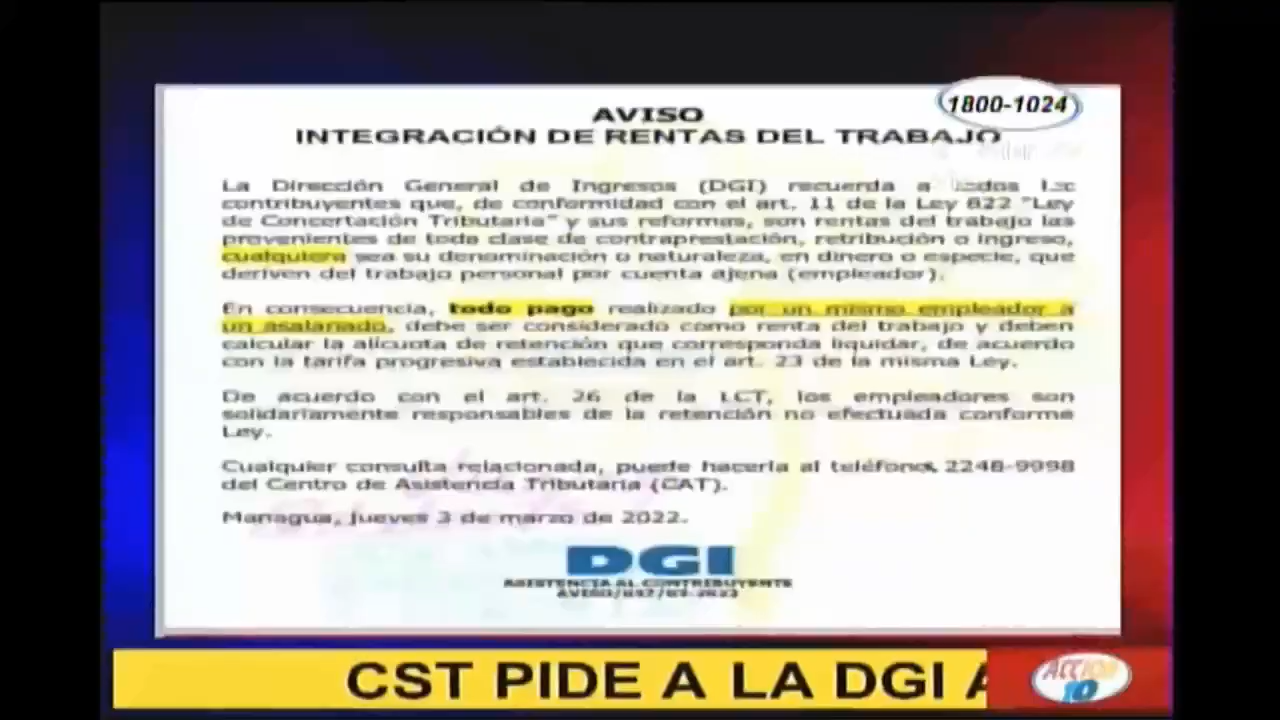 1800-1024
AVISO
INTEGRACIÓN DE RENTAS DEL TRABAJO
La Dirección General de Ingresos (DGI) recuerda a todos los
contribuyentes que, de conformidad con el art. 11 de la Ley 822 "Ley
de Concertación Tributaria" y sus reformas, son rentas del trabajo las
provenientes de toda clase de contraprestación, retribución o ingreso,
cualquiera sea su denominación o naturaleza, en dinero o especie, que
deriven del trabajo personal por cuenta ajena (empleador).
En consecuencia, todo pago realizado por un mismo empleador a
un asalariado, debe ser considerado como renta del trabajo y deben
calcular la alícuota de retención que corresponda liquidar, de acuerdo
con la tarifa progresiva establecida en el art. 23 de la misma Ley.
De acuerdo con el art. 26 de la LCT, los empleadores son
solidariamente responsables de la retención no efectuada conforme
Ley.
Cualquier consulta relacionada, puede hacerla al teléfono, 2248-9998
del Centro de Asistencia Tributaria (CAT).
Managua, jueves 3 de marzo de 2022.
DGI
ASISTENCIA AL CONTRIBUYENTE
CST PIDE A LA DGI A
ACCION
10